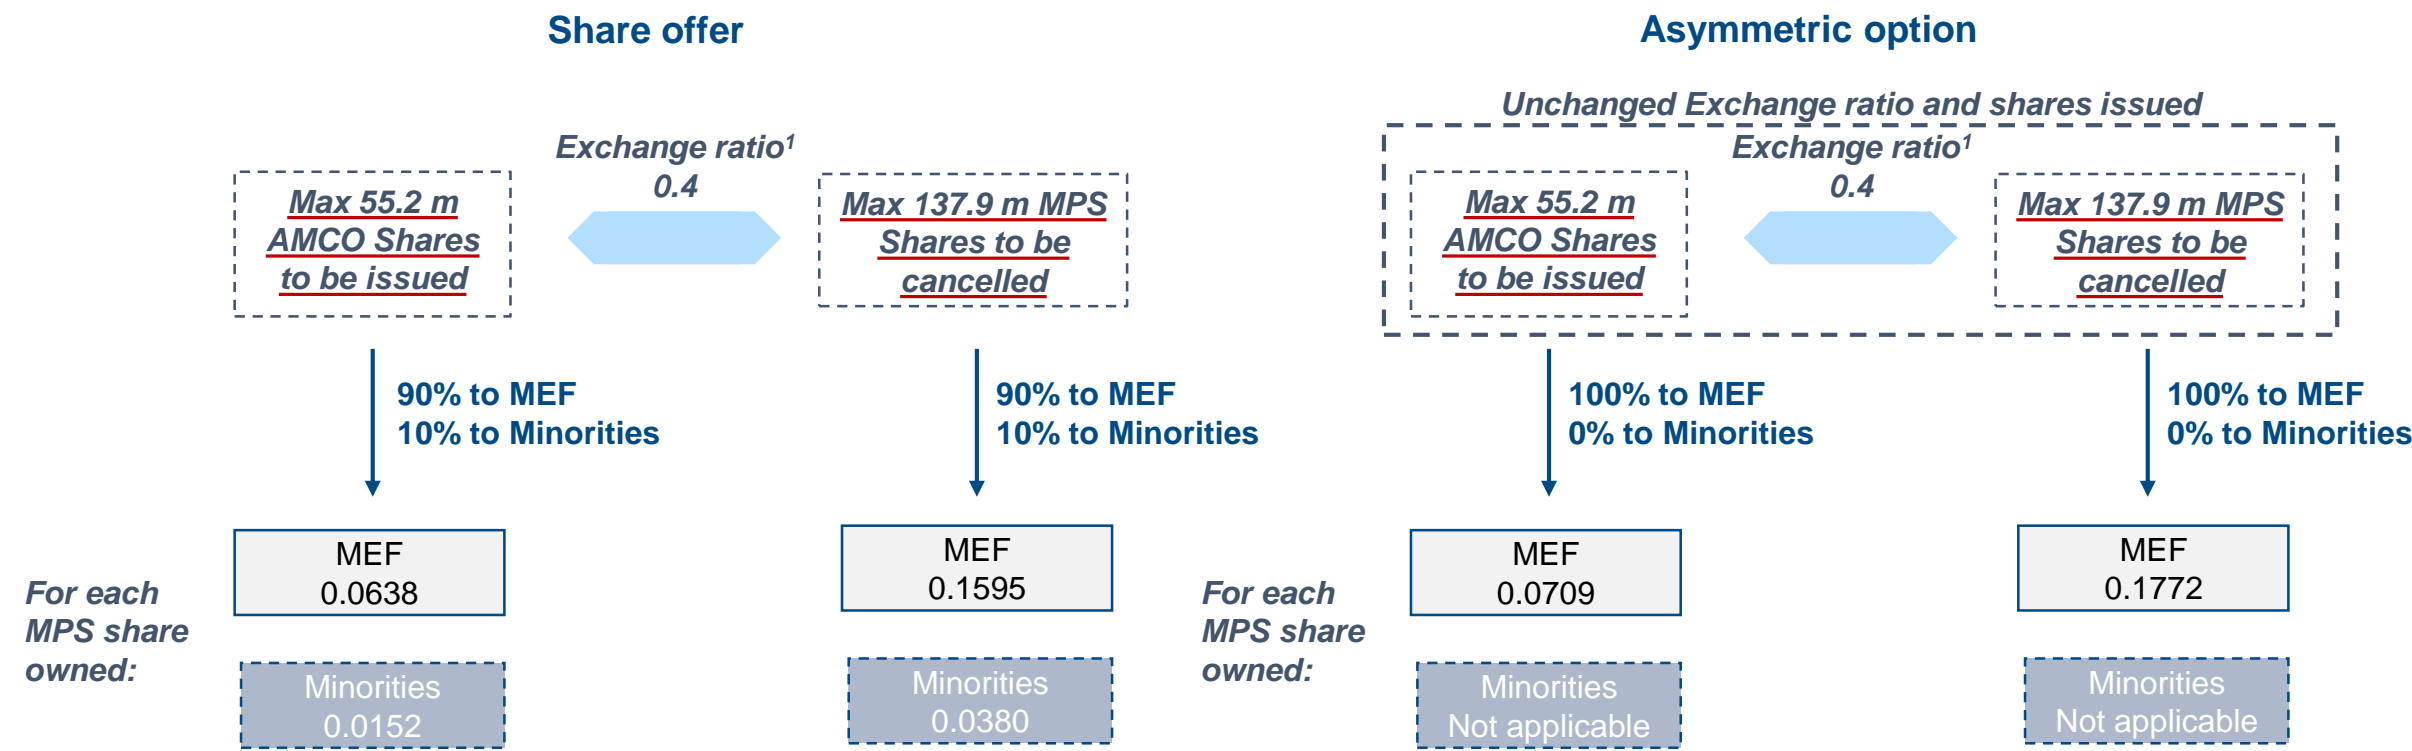 Share offer
Exchange ratio¹
0.4
Max 55.2 m
AMCO Shares
to be issued
Max 137.9 m MPS
Shares to be
cancelled
90% to MEF
10% to Minorities
90% to MEF
10% to Minorities
For each
MPS share
owned:
MEF
0.0638
MEF
0.1595
Minorities
0.0152
Minorities
0.0380
Asymmetric option
Unchanged Exchange ratio and shares issued
Exchange ratio¹
0.4
Max 55.2 m
AMCO Shares
to be issued
Max 137.9 m MPS
Shares to be
cancelled
100% to MEF
0% to Minorities
100% to MEF
0% to Minorities
For each
MPS share
owned:
MEF
0.0709
MEF
0.1772
Minorities
Not applicable
Minorities
Not applicable